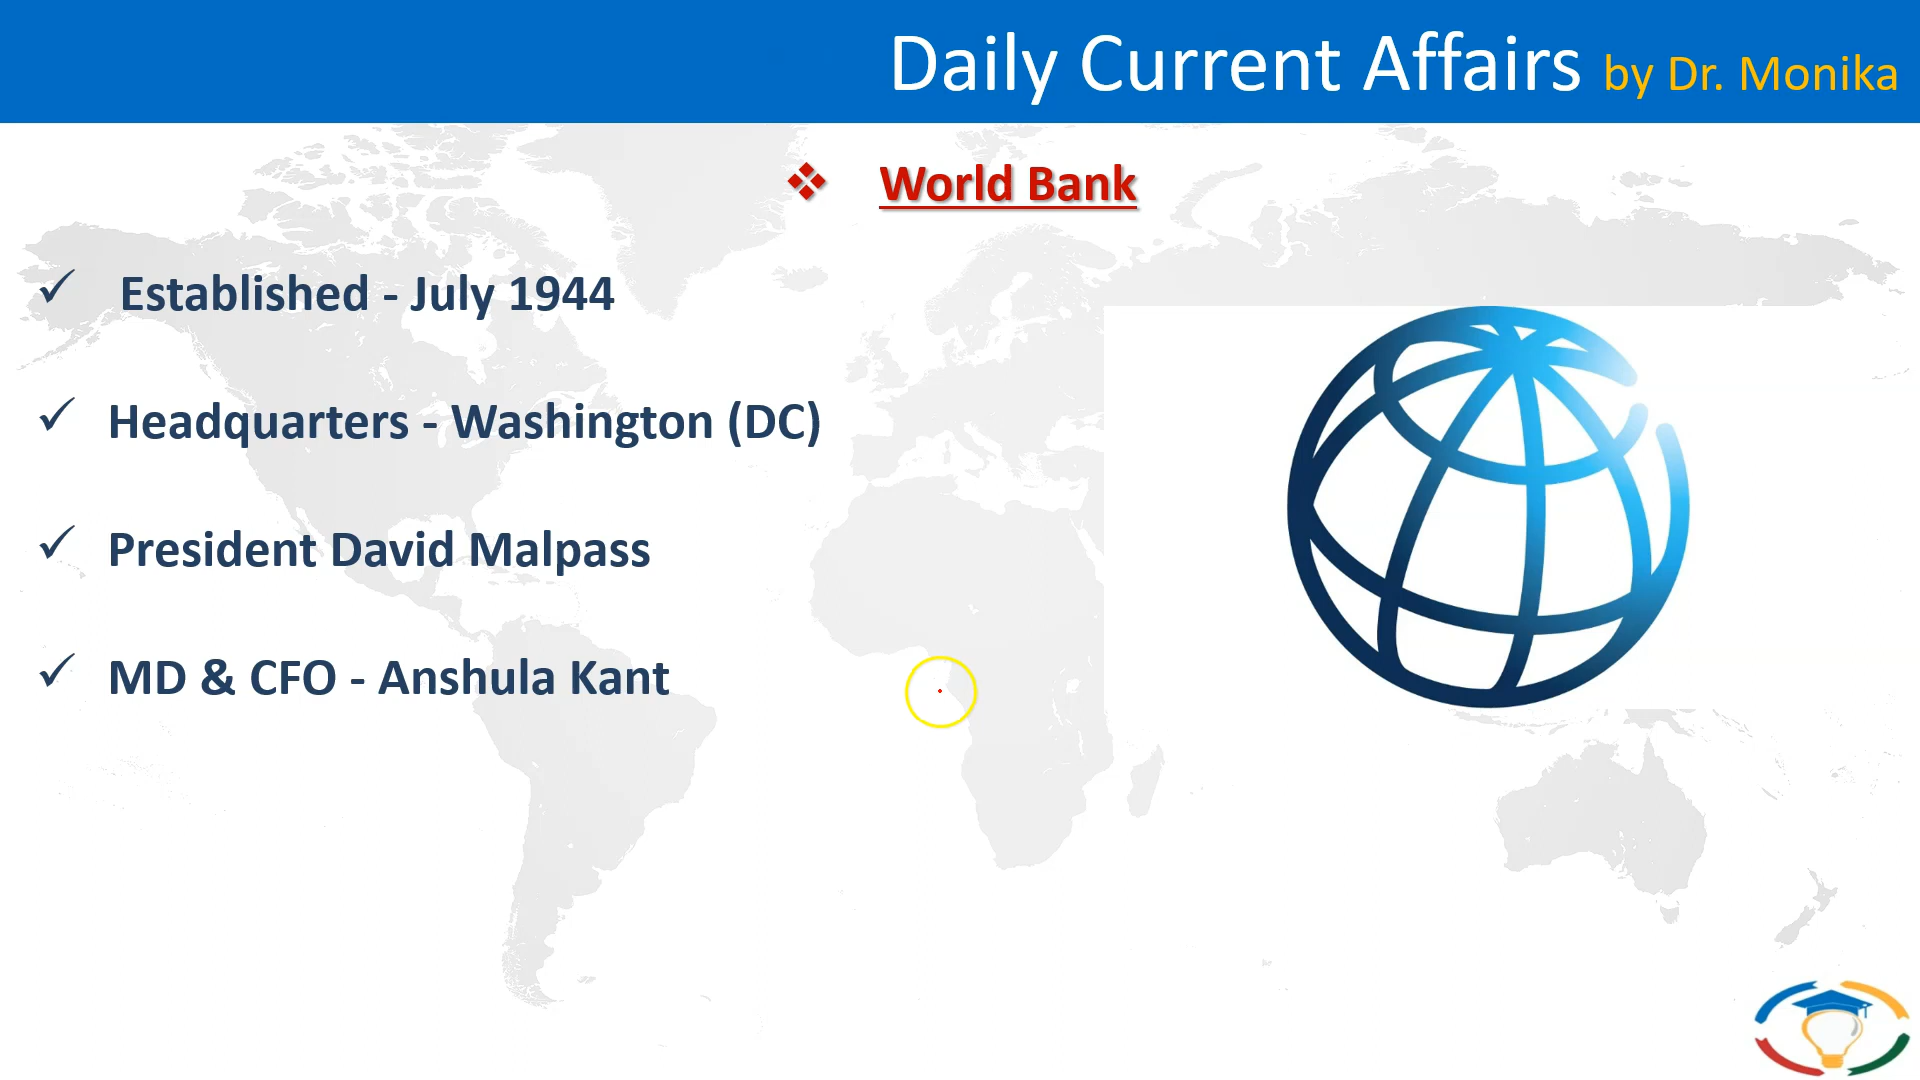 Daily Current Affairs by Dr. Monika
❖ World Bank
✓ Established - July 1944
✓ Headquarters - Washington (DC)
✓ President David Malpass
✓ MD & CFO - Anshula Kant